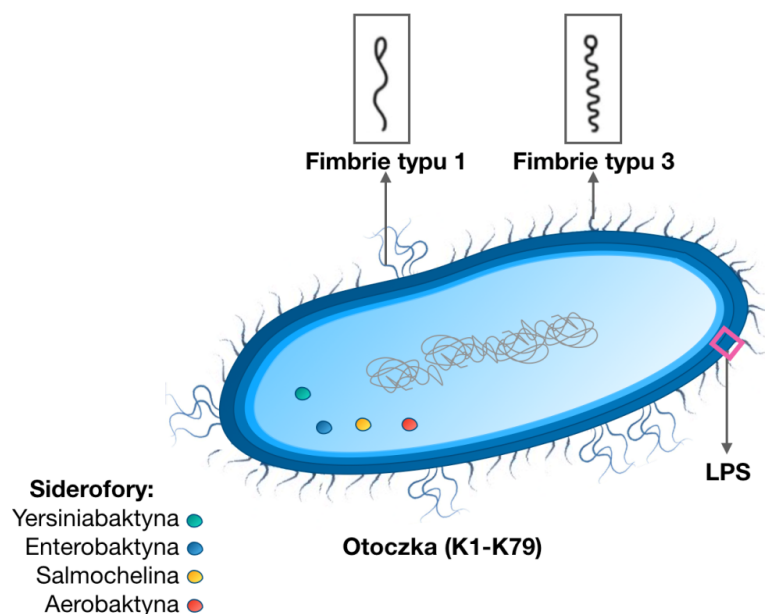 Fimbrie typu 1
Fimbrie typu 3
LPS
Siderofory:
Yersiniabaktyna
Enterobaktyna
Salmochelina
Aerobaktyna
Otoczka (K1-K79)